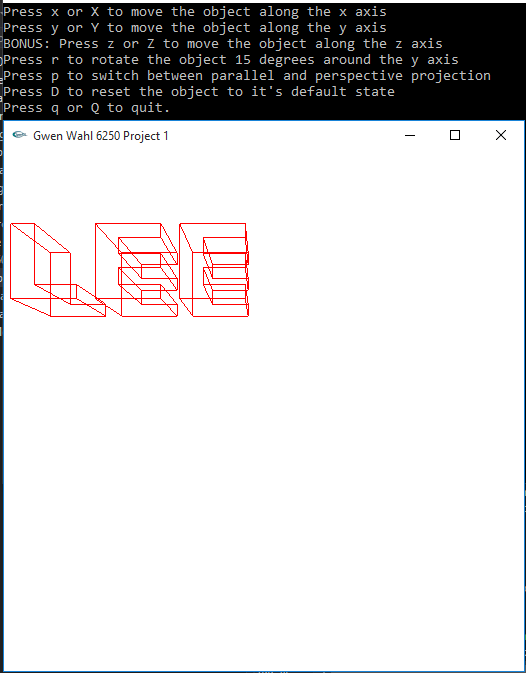 Press x or X to move the object along the x axis
Press y or Y to move the object along the y axis
BONUS: Press z or Z to move the object along the z axis
Press r to rotate the object 15 degrees around the y axis
Press p to switch between parallel and perspective projection
Press D to reset the object to it's default state
Press q or Q to quit.
Gwen Wahl 6250 Project 1
LEE